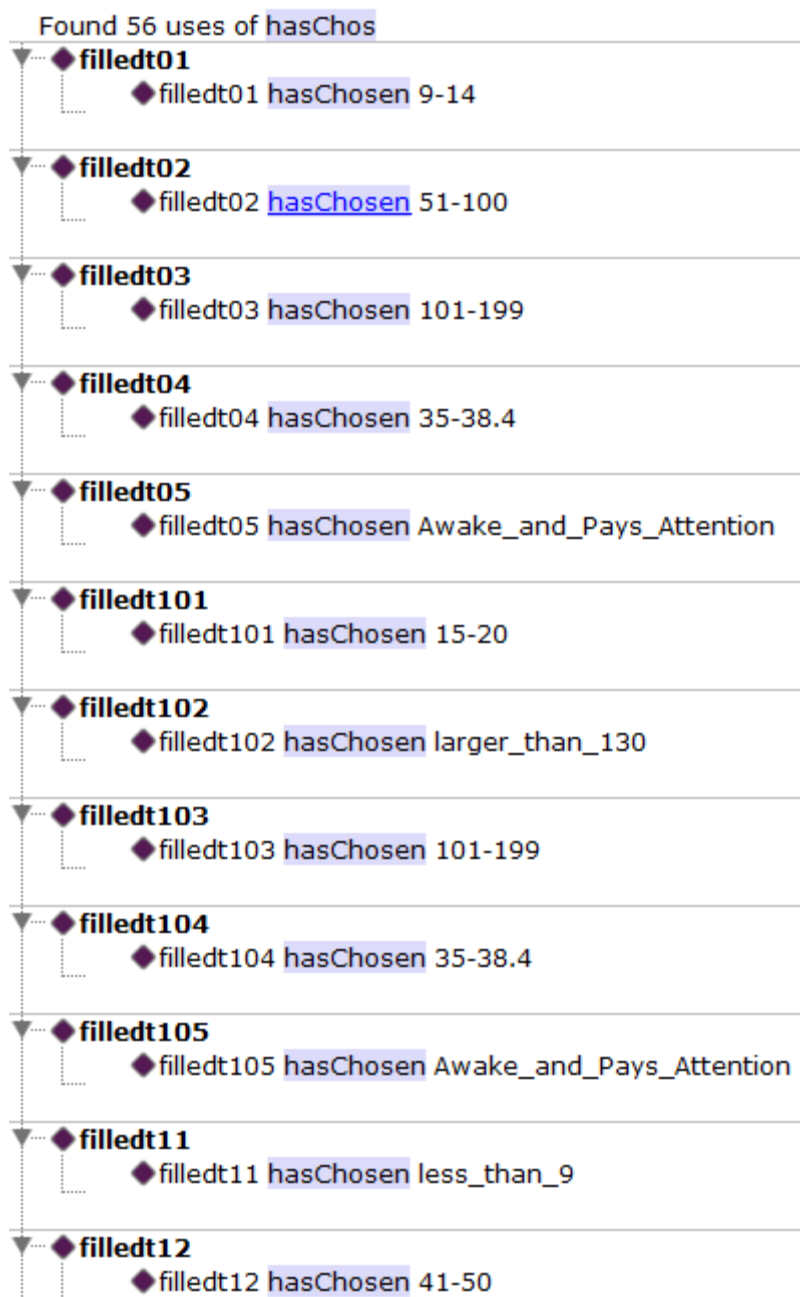 Found 56 uses of hasChos
filledt01
filledt01 hasChosen 9-14
filledt02
filledt02 hasChosen 51-100
filledt03
filledt03 hasChosen 101-199
filledt04
filledt04 hasChosen 35-38.4
filledt05
filledt05 hasChosen Awake_and_Pays_Attention
filledt101
filledt101 hasChosen 15-20
filledt102
filledt102 hasChosen larger_than_130
filledt103
filledt103 hasChosen 101-199
filledt104
filledt104 hasChosen 35-38.4
filledt105
filledt105 hasChosen Awake_and_Pays_Attention
filledt11
filledt11 hasChosen less_than_9
filledt12
filledt12 hasChosen 41-50